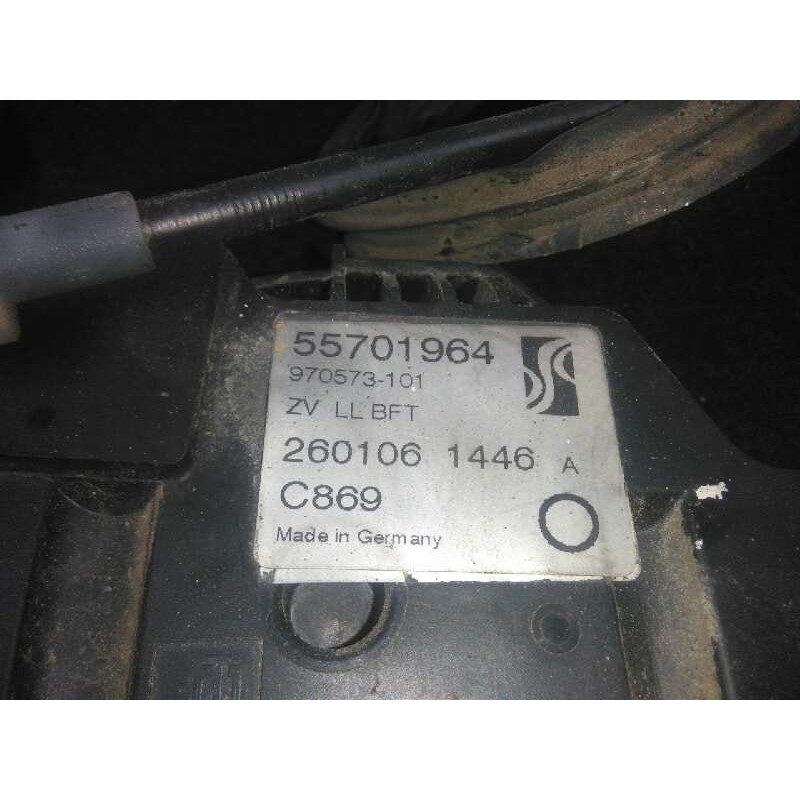 55701964
970573-101
ZV LL BFT
260106 1446 A
C869
Made in Germany